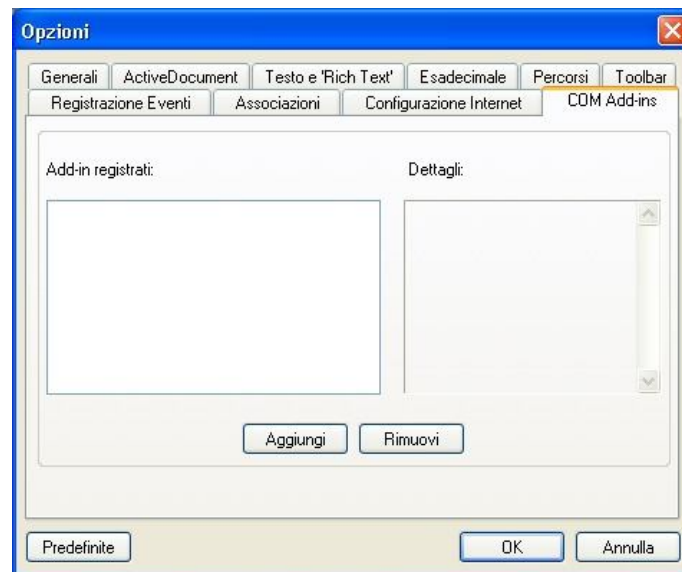 Opzioni
Generali ActiveDocument Testo e 'Rich Text' Esadecimale Percorsi Toolbar
Registrazione Eventi Associazioni Configurazione Internet COM Add-ins
Add-in registrati: Dettagli:
Aggiungi Rimuovi
Predefinite OK Annulla